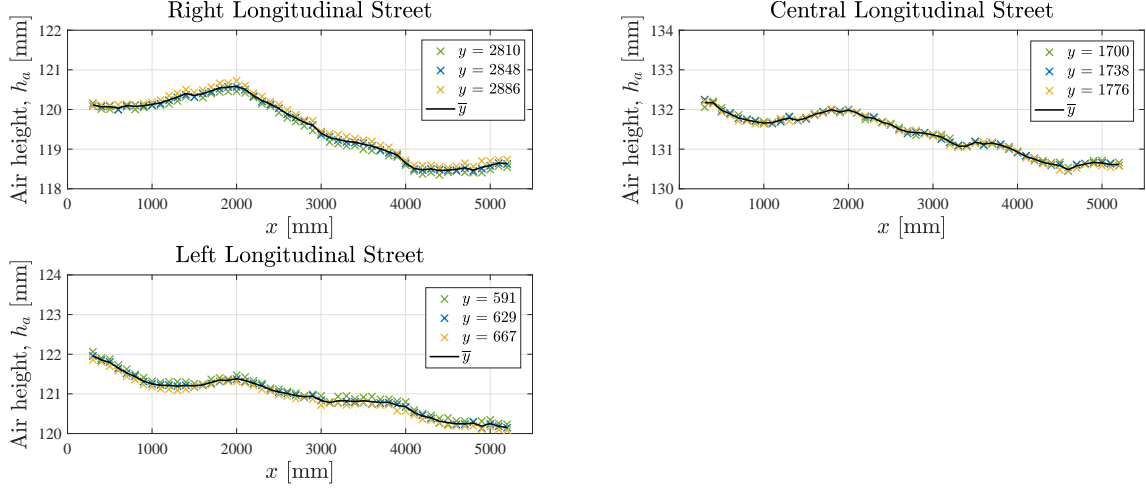 Right Longitudinal Street
Air height, hₐ [mm]
122
121
120
119
118
0 1000 2000 3000 4000 5000
x [mm]
y = 2810
y = 2848
y = 2886
y̅
Central Longitudinal Street
Air height, hₐ [mm]
134
133
132
131
130
0 1000 2000 3000 4000 5000
x [mm]
y = 1700
y = 1738
y = 1776
y̅
Left Longitudinal Street
Air height, hₐ [mm]
124
123
122
121
120
0 1000 2000 3000 4000 5000
x [mm]
y = 591
y = 629
y = 667
y̅